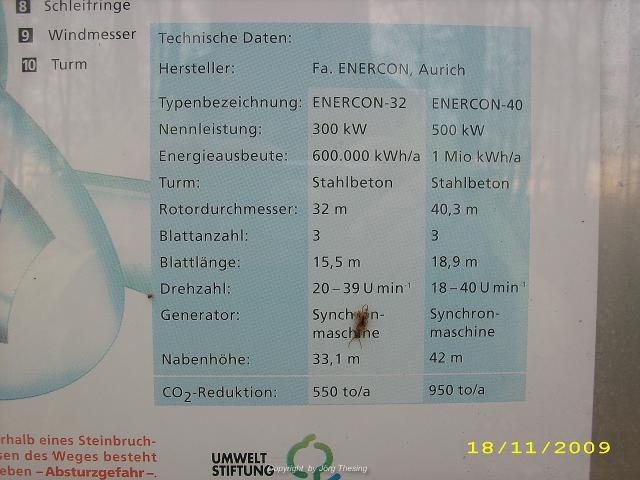 8 Schleifringe
9 Windmesser
10 Turm
Technische Daten:
Hersteller: Fa. ENERCON, Aurich
Typenbezeichnung: ENERCON-32 ENERCON-40
Nennleistung: 300 kW 500 kW
Energieausbeute: 600.000 kWh/a 1 Mio kWh/a
Turm: Stahlbeton Stahlbeton
Rotordurchmesser: 32 m 40,3 m
Blattanzahl: 3 3
Blattlänge: 15,5 m 18,9 m
Drehzahl: 20–39 U min⁻¹ 18–40 U min⁻¹
Generator: Synchron- Synchron-
maschine maschine
Nabenhöhe: 33,1 m 42 m
CO₂-Reduktion: 550 to/a 950 to/a
rhalb eines Steinbruch-
sen des Weges besteht
eben –Absturzgefahr–.
UMWELT
STIFTUNG
Copyright by Jörg Thesing
18/11/2009